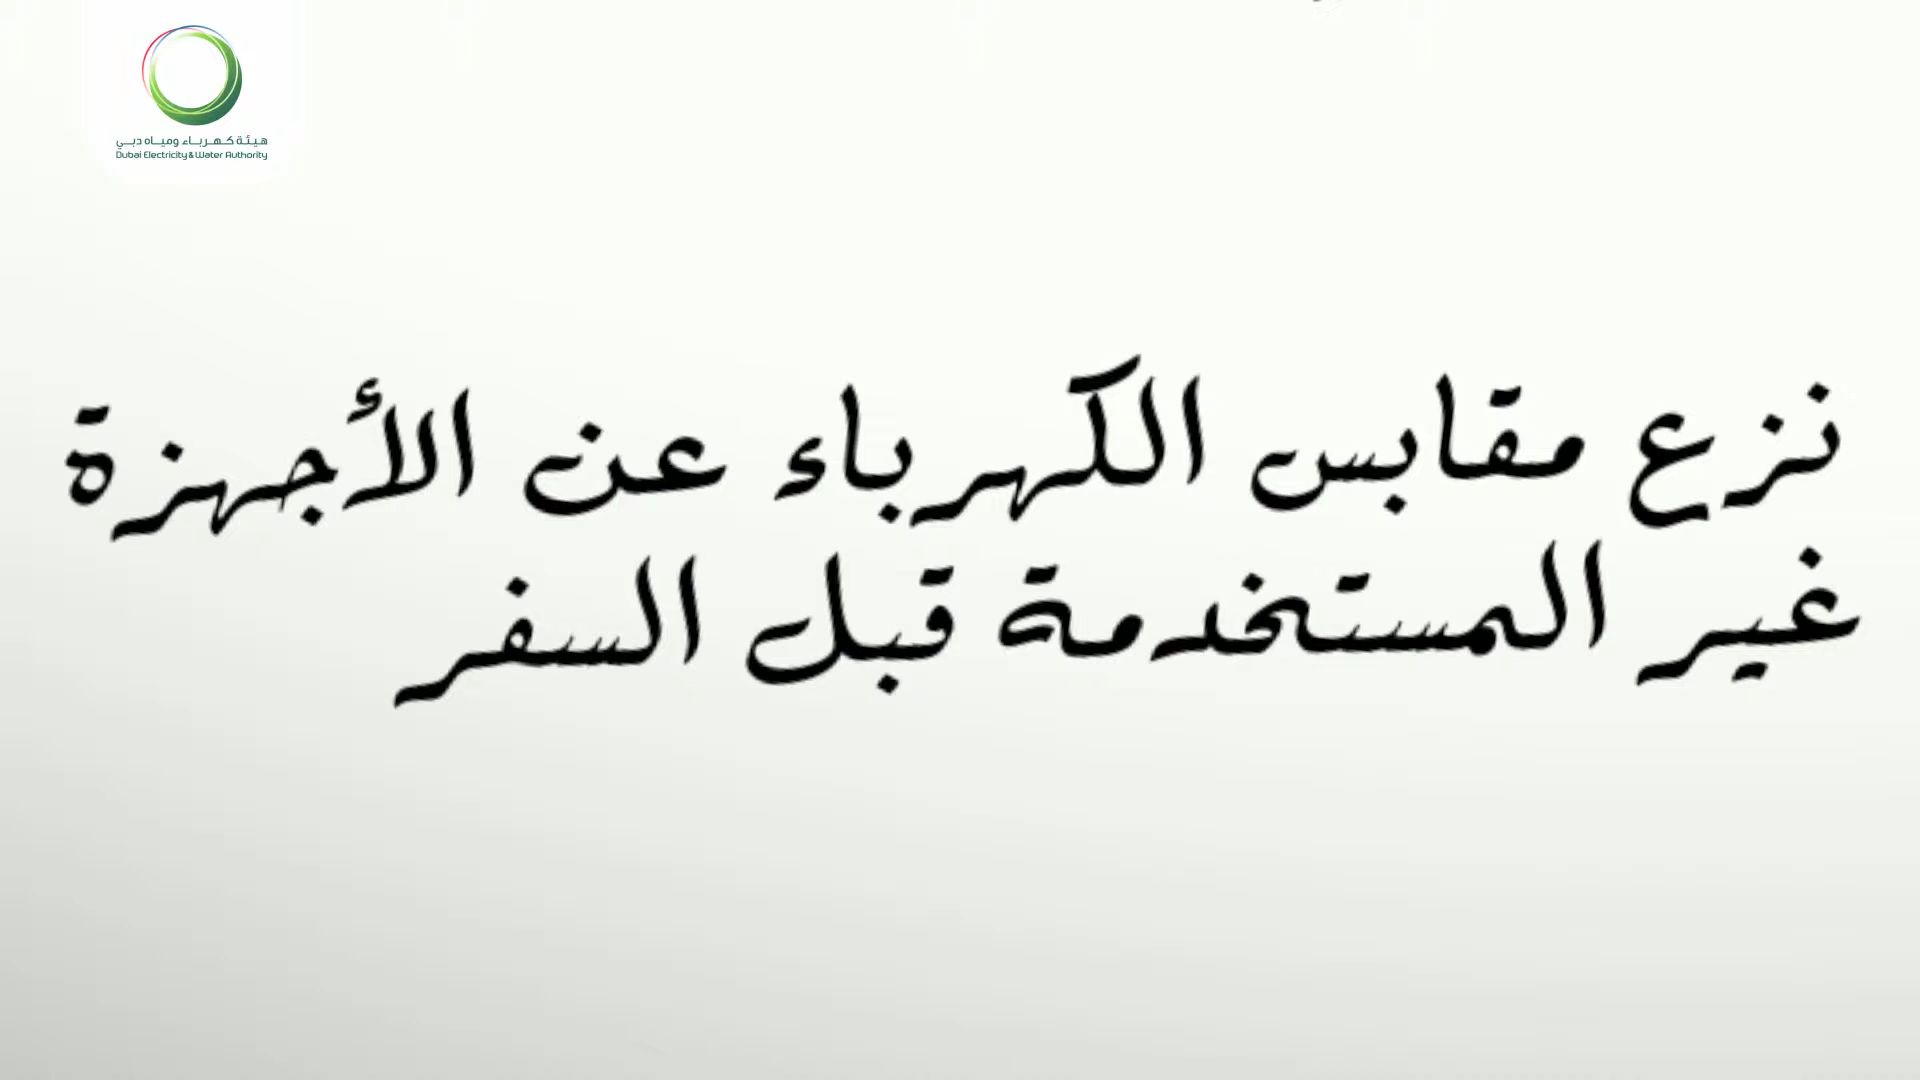 هيئة كهرباء ومياه دبي
Dubai Electricity & Water Authority
نزع مقابس الكهرباء عن الأجهزة
غير المستخدمة قبل السفر